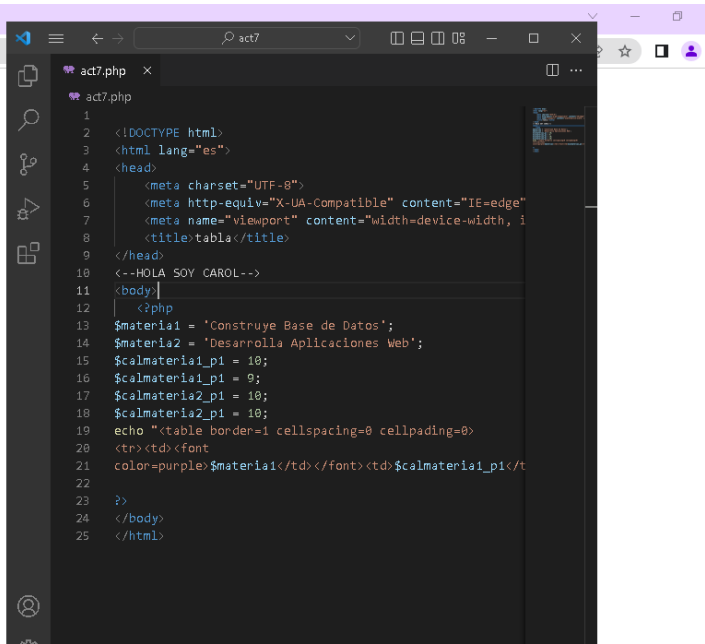 act7
act7.php
act7.php
1
2 <!DOCTYPE html>
3 <html lang="es">
4 <head>
5 <meta charset="UTF-8">
6 <meta http-equiv="X-UA-Compatible" content="IE=edge"
7 <meta name="viewport" content="width=device-width, i
8 <title>tabla</title>
9 </head>
10 <--HOLA SOY CAROL-->
11 <body>
12 <?php
13 $materia1 = 'Construye Base de Datos';
14 $materia2 = 'Desarrolla Aplicaciones Web';
15 $calmateria1_p1 = 10;
16 $calmateria1_p1 = 9;
17 $calmateria2_p1 = 10;
18 $calmateria2_p1 = 10;
19 echo "<table border=1 cellspacing=0 cellpading=0>
20 <tr><td><font
21 color=purple>$materia1</td></font><td>$calmateria1_p1</t
22
23 ?>
24 </body>
25 </html>